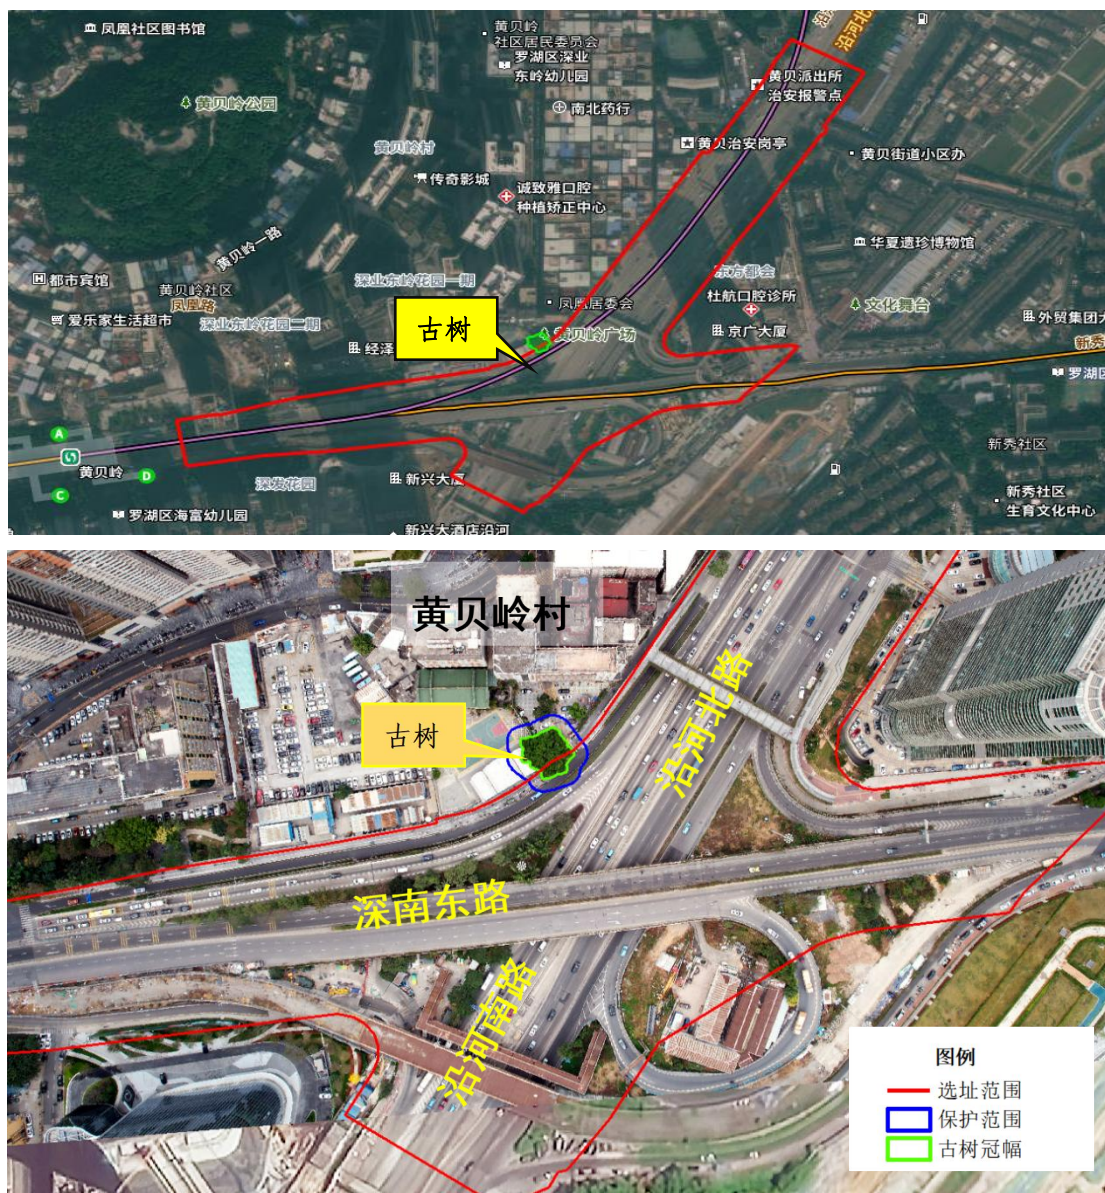 凤凰社区图书馆
黄贝岭
社区居民委员会
罗湖区深业
东岭幼儿园
沿河北
黄贝派出所
治安报警点
黄贝岭公园
南北药行
黄贝岭村
黄贝治安岗亭
黄贝街道小区办
传奇影城
诚致雅口腔
种植矫正中心
黄贝岭一路
华夏遗珍博物馆
都市宾馆
黄贝岭社区
凤凰路
深业东岭花园一期
东方都会
杜航口腔诊所
凤凰居委会
文化舞台
爱乐家生活超市
深业东岭花园二期
古树
黄贝岭广场
京广大厦
外贸集团大
经泽
新秀
罗湖区
A
黄贝岭
D
C
深发花园
新兴大厦
新秀社区
新秀社区
生育文化中心
罗湖区海富幼儿园
新兴大酒店沿河
黄贝岭村
沿河北路
古树
深南东路
沿河南路
图例
选址范围
保护范围
古树冠幅